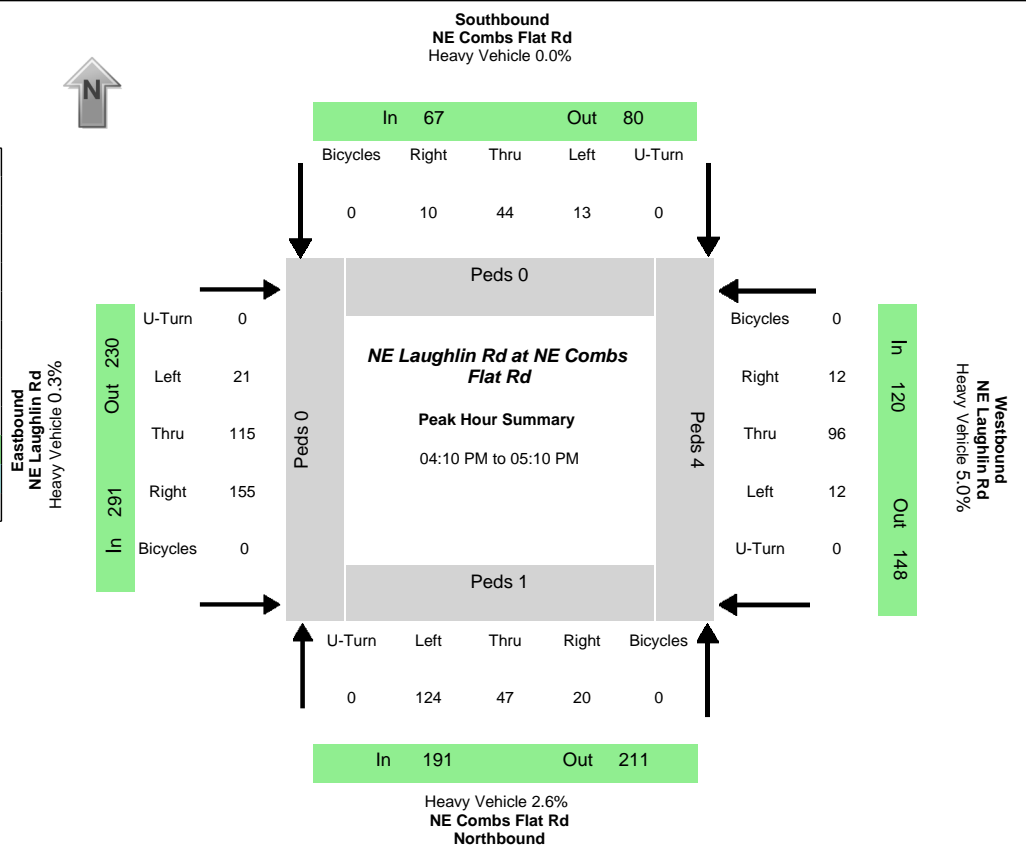 Southbound
NE Combs Flat Rd
Heavy Vehicle 0.0%
N
In 67 Out 80
Bicycles Right Thru Left U-Turn
0 10 44 13 0
Peds 0
Eastbound
NE Laughlin Rd
Heavy Vehicle 0.3%
Out 230
In 291
U-Turn 0
Left 21
Thru 115
Right 155
Bicycles 0
Peds 0
NE Laughlin Rd at NE Combs
Flat Rd
Peak Hour Summary
04:10 PM to 05:10 PM
Peds 4
Bicycles 0
Right 12
Thru 96
Left 12
U-Turn 0
In 120
Out 148
Westbound
NE Laughlin Rd
Heavy Vehicle 5.0%
Peds 1
U-Turn Left Thru Right Bicycles
0 124 47 20 0
In 191 Out 211
Heavy Vehicle 2.6%
NE Combs Flat Rd
Northbound